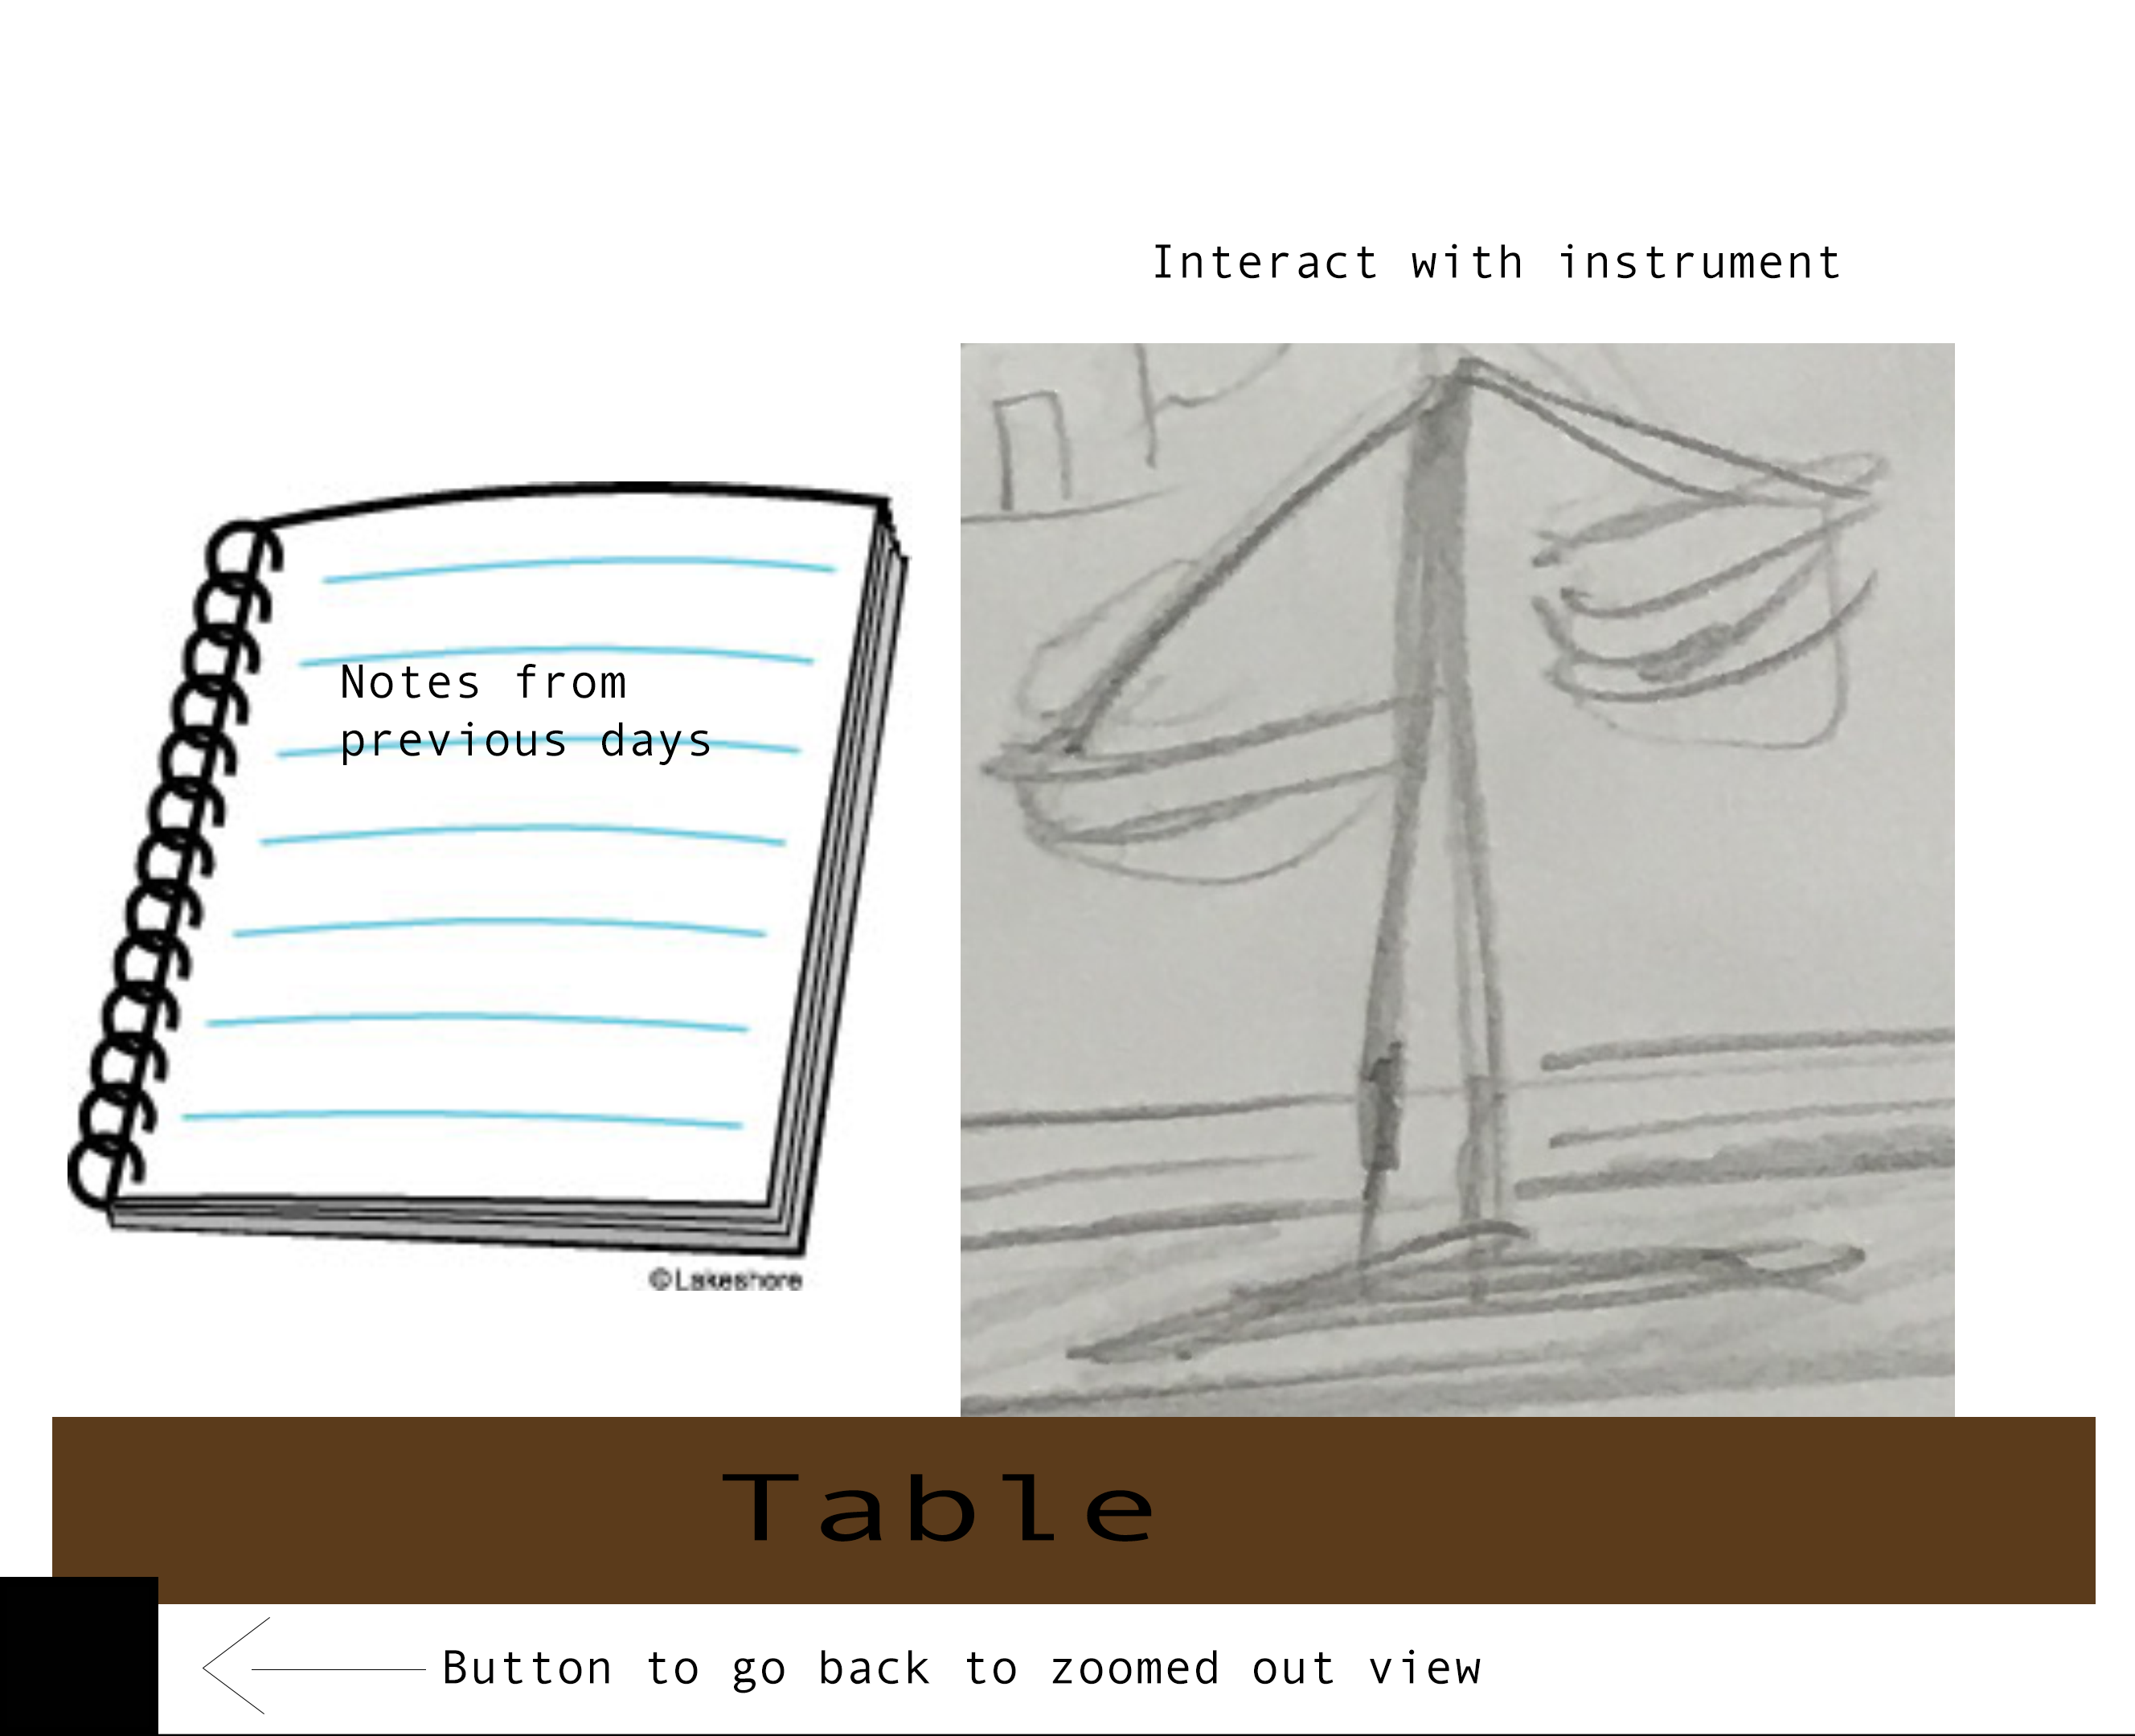 Interact with instrument
Notes from
previous days
©Lakeshore
Table
Button to go back to zoomed out view